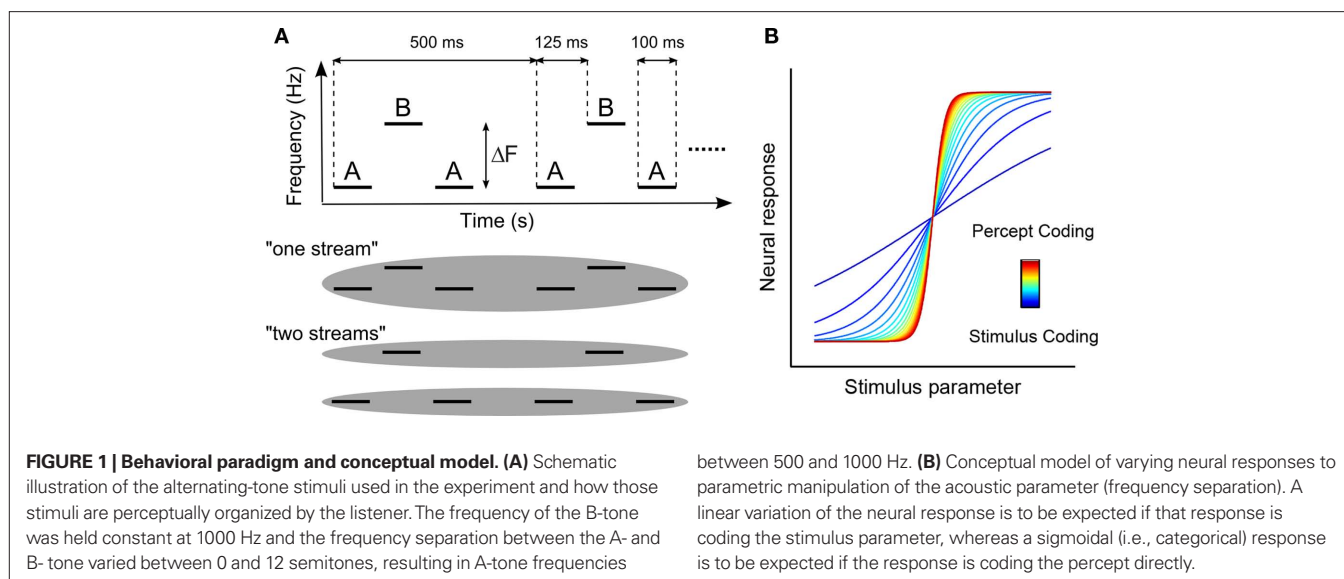 A
500 ms
125 ms
100 ms
Frequency (Hz)
B
B
ΔF
A
A
A
A
......
Time (s)
"one stream"
"two streams"
B
Neural response
Percept Coding
Stimulus Coding
Stimulus parameter
FIGURE 1 | Behavioral paradigm and conceptual model. (A) Schematic
illustration of the alternating-tone stimuli used in the experiment and how those
stimuli are perceptually organized by the listener. The frequency of the B-tone
was held constant at 1000 Hz and the frequency separation between the A- and
B- tone varied between 0 and 12 semitones, resulting in A-tone frequencies
between 500 and 1000 Hz. (B) Conceptual model of varying neural responses to
parametric manipulation of the acoustic parameter (frequency separation). A
linear variation of the neural response is to be expected if that response is
coding the stimulus parameter, whereas a sigmoidal (i.e., categorical) response
is to be expected if the response is coding the percept directly.